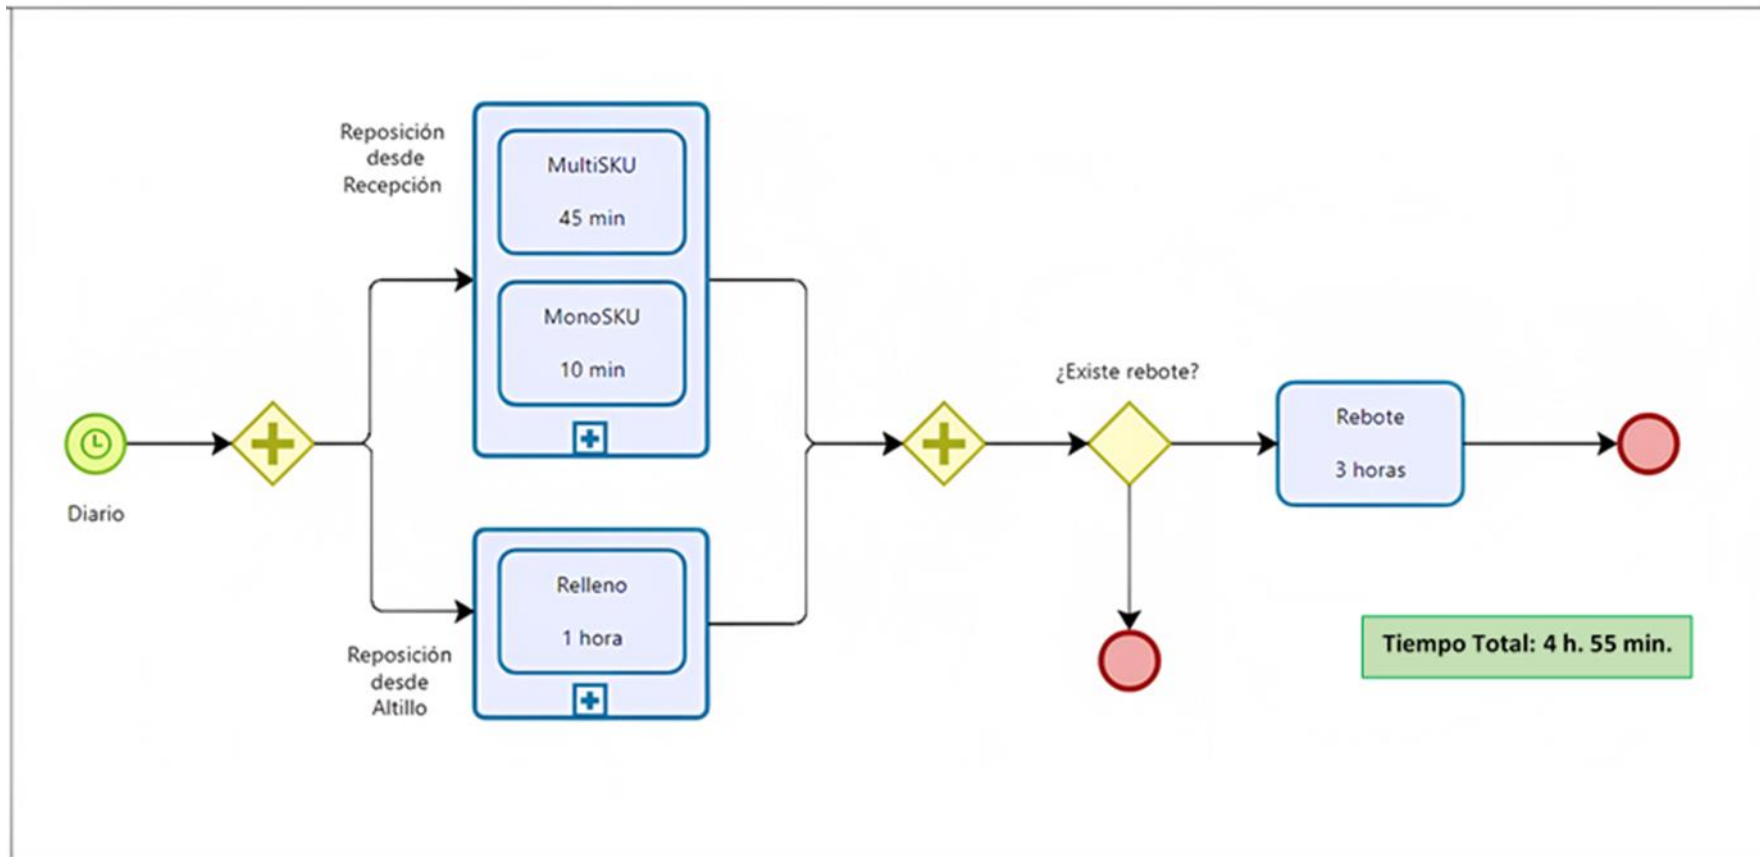 Reposición
desde
Recepción
MultiSKU
45 min
MonoSKU
10 min
Diario
Relleno
1 hora
Reposición
desde
Altillo
¿Existe rebote?
Rebote
3 horas
Tiempo Total: 4 h. 55 min.